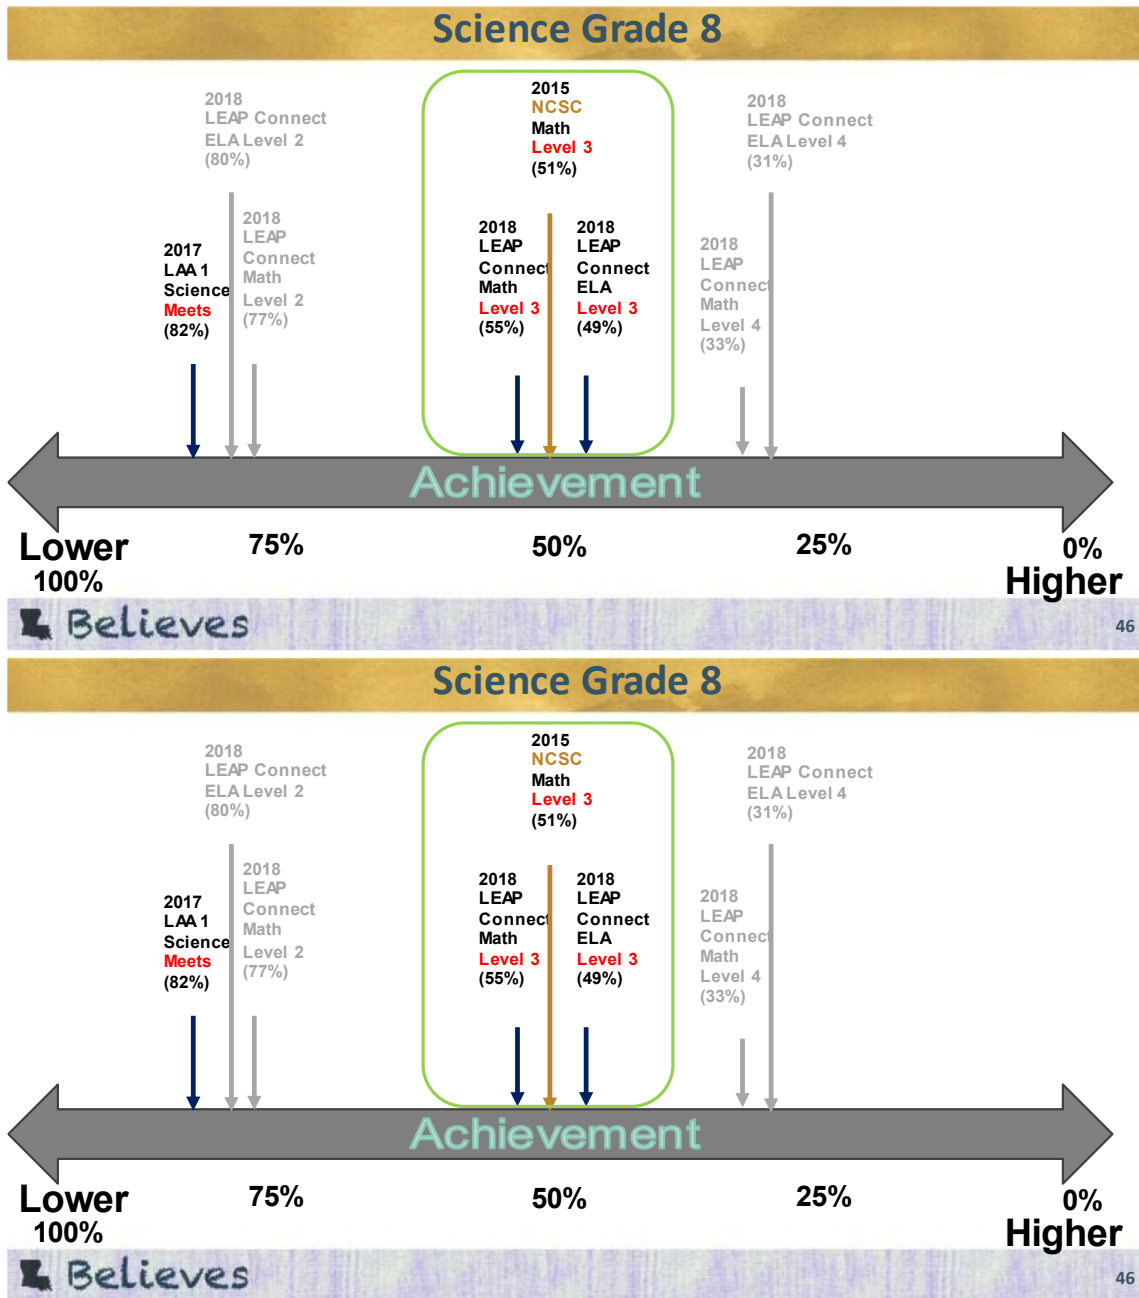 Science Grade 8
2018
LEAP Connect
ELA Level 2
(80%)
2018
LEAP
Connect
Math
Level 2
(77%)
2017
LAA 1
Science
Meets
(82%)
2015
NCSC
Math
Level 3
(51%)
2018
LEAP
Connect
Math
Level 3
(55%)
2018
LEAP
Connect
ELA
Level 3
(49%)
2018
LEAP Connect
ELA Level 4
(31%)
2018
LEAP
Connect
Math
Level 4
(33%)
Achievement
Lower
100%
75%
50%
25%
0%
Higher
Believes
46
Science Grade 8
2018
LEAP Connect
ELA Level 2
(80%)
2018
LEAP
Connect
Math
Level 2
(77%)
2017
LAA 1
Science
Meets
(82%)
2015
NCSC
Math
Level 3
(51%)
2018
LEAP
Connect
Math
Level 3
(55%)
2018
LEAP
Connect
ELA
Level 3
(49%)
2018
LEAP Connect
ELA Level 4
(31%)
2018
LEAP
Connect
Math
Level 4
(33%)
Achievement
Lower
100%
75%
50%
25%
0%
Higher
Believes
46